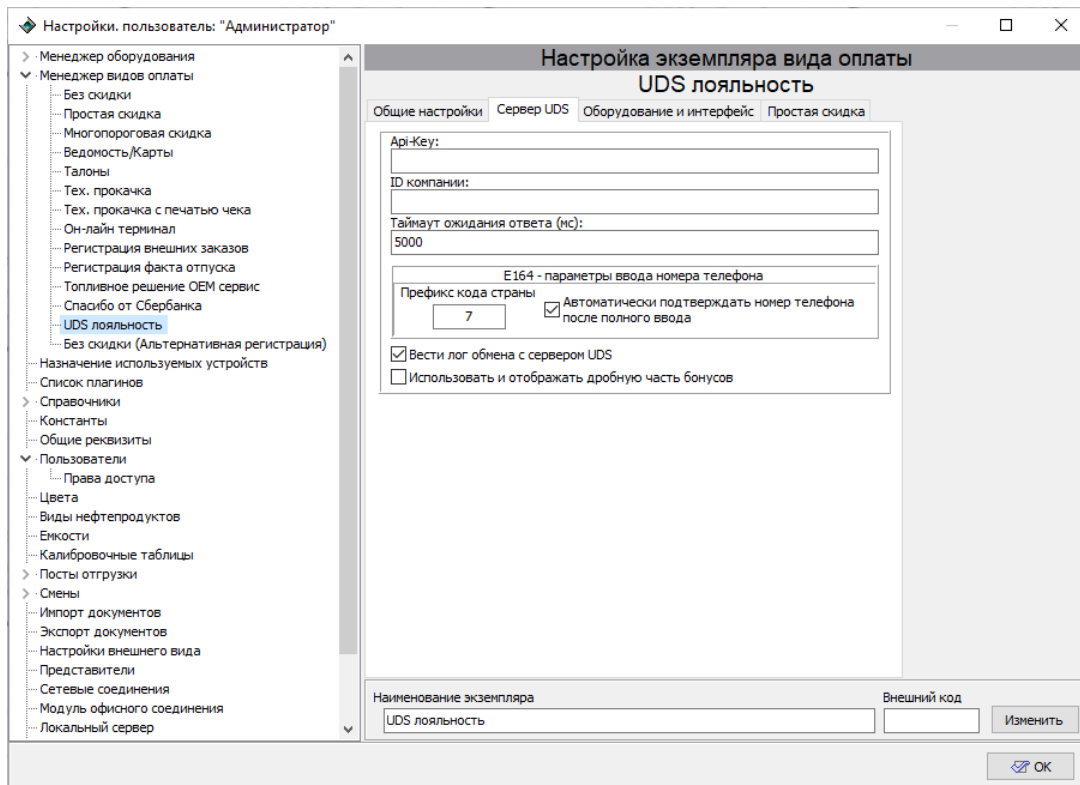 Настройки. пользователь: "Администратор"
Менеджер оборудования
Менеджер видов оплаты
Без скидки
Простая скидка
Многопороговая скидка
Ведомость/Карты
Талоны
Тех. прокачка
Тех. прокачка с печатью чека
Он-лайн терминал
Регистрация внешних заказов
Регистрация факта отпуска
Топливное решение ОЕМ сервис
Спасибо от Сбербанка
UDS лояльность
Без скидки (Альтернативная регистрация)
Назначение используемых устройств
Список плагинов
Справочники
Константы
Общие реквизиты
Пользователи
Права доступа
Цвета
Виды нефтепродуктов
Емкости
Калибровочные таблицы
Посты отгрузки
Смены
Импорт документов
Экспорт документов
Настройки внешнего вида
Представители
Сетевые соединения
Модуль офисного соединения
Локальный сервер
Настройка экземпляра вида оплаты
UDS лояльность
Общие настройки Сервер UDS Оборудование и интерфейс Простая скидка
Api-Key:
ID компании:
Таймаут ожидания ответа (мс):
5000
E164 - параметры ввода номера телефона
Префикс кода страны
7
Автоматически подтверждать номер телефона
после полного ввода
Вести лог обмена с сервером UDS
Использовать и отображать дробную часть бонусов
Наименование экземпляра Внешний код
UDS лояльность
Изменить
OK